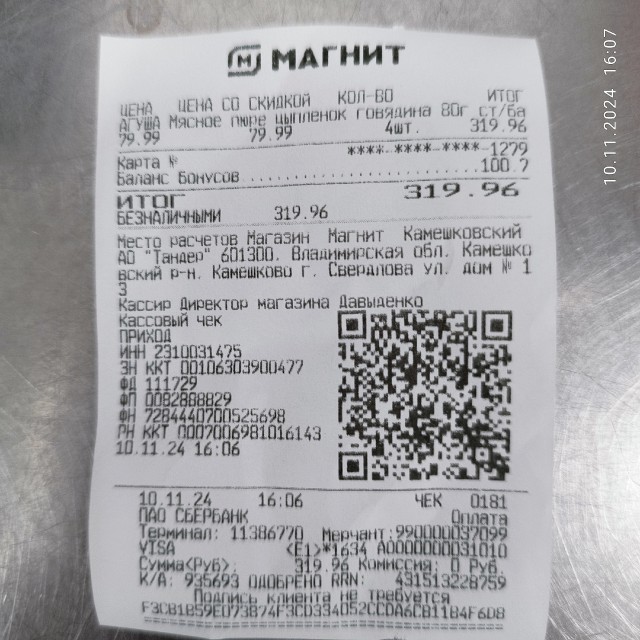 МАГНИТ
ЦЕНА ЦЕНА СО СКИДКОЙ КОЛ-ВО ИТОГ
АГУША Мясное пюре цыпленок говядина 80г ст/ба
79.99 79.99 4шт. 319.96
Карта № ****-****-****-1279
Баланс бонусов 100.7
ИТОГ 319.96
БЕЗНАЛИЧНЫМИ 319.96
Место расчетов Магазин Магнит Камешковский
АО "Тандер" 601300. Владимирская обл. Камешко
вский р-н. Камешково г. Свердлова ул. дом № 1
3
Кассир Директор магазина Давыденко
Кассовый чек
ПРИХОД
ИНН 2310031475
ЗН ККТ 00106303900477
ФД 111729
ФП 0082888829
ФН 7284440700525698
РН ККТ 0007006981016143
10.11.24 16:06
10.11.24 16:06 ЧЕК 0181
ПАО СБЕРБАНК Оплата
Терминал: 11386770 Мерчант:990000037099
VISA <E1>*1634 A0000000031010
Сумма<Руб>: 319.96 Комиссия: 0 Руб.
К/А: 935693 ОДОБРЕНО RRN: 431513228759
Подпись клиента не требуется
F3CB1B59E073B74F3CD334D52CCDA6CB11B4F6D8
10.11.2024 16:07